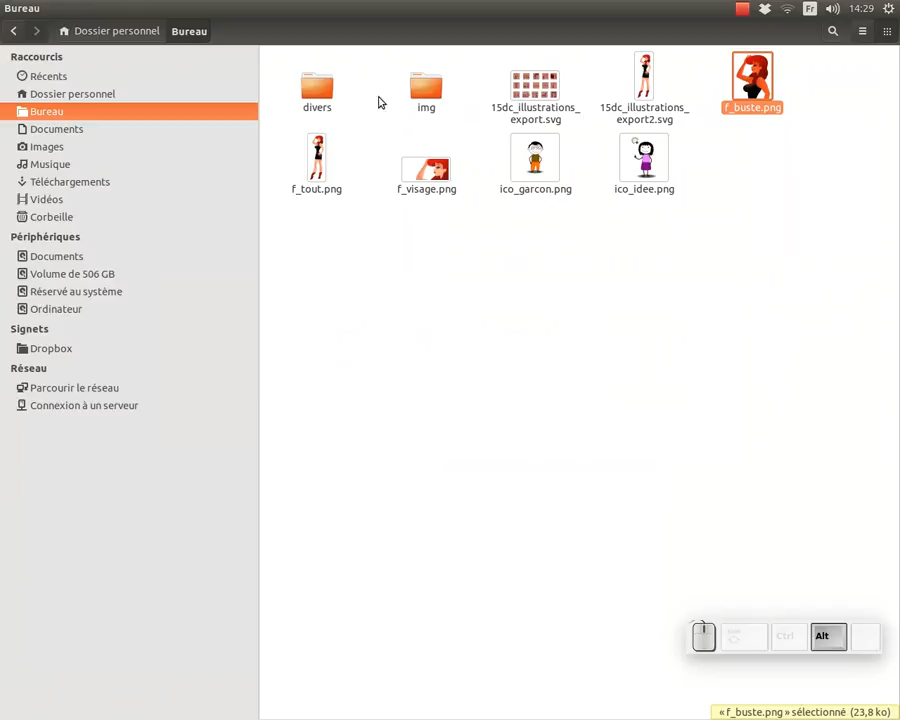 Bureau
Fr
14:29
Dossier personnel
Bureau
Raccourcis
Récents
Dossier personnel
Bureau
Documents
Images
Musique
Téléchargements
Vidéos
Corbeille
Périphériques
Documents
Volume de 506 GB
Réservé au système
Ordinateur
Signets
Dropbox
Réseau
Parcourir le réseau
Connexion à un serveur
divers
img
15dc_illustrations_
export.svg
15dc_illustrations_
export2.svg
f_buste.png
f_tout.png
f_visage.png
ico_garcon.png
ico_idee.png
Ctrl
Alt
« f_buste.png » sélectionné (23,8 ko)